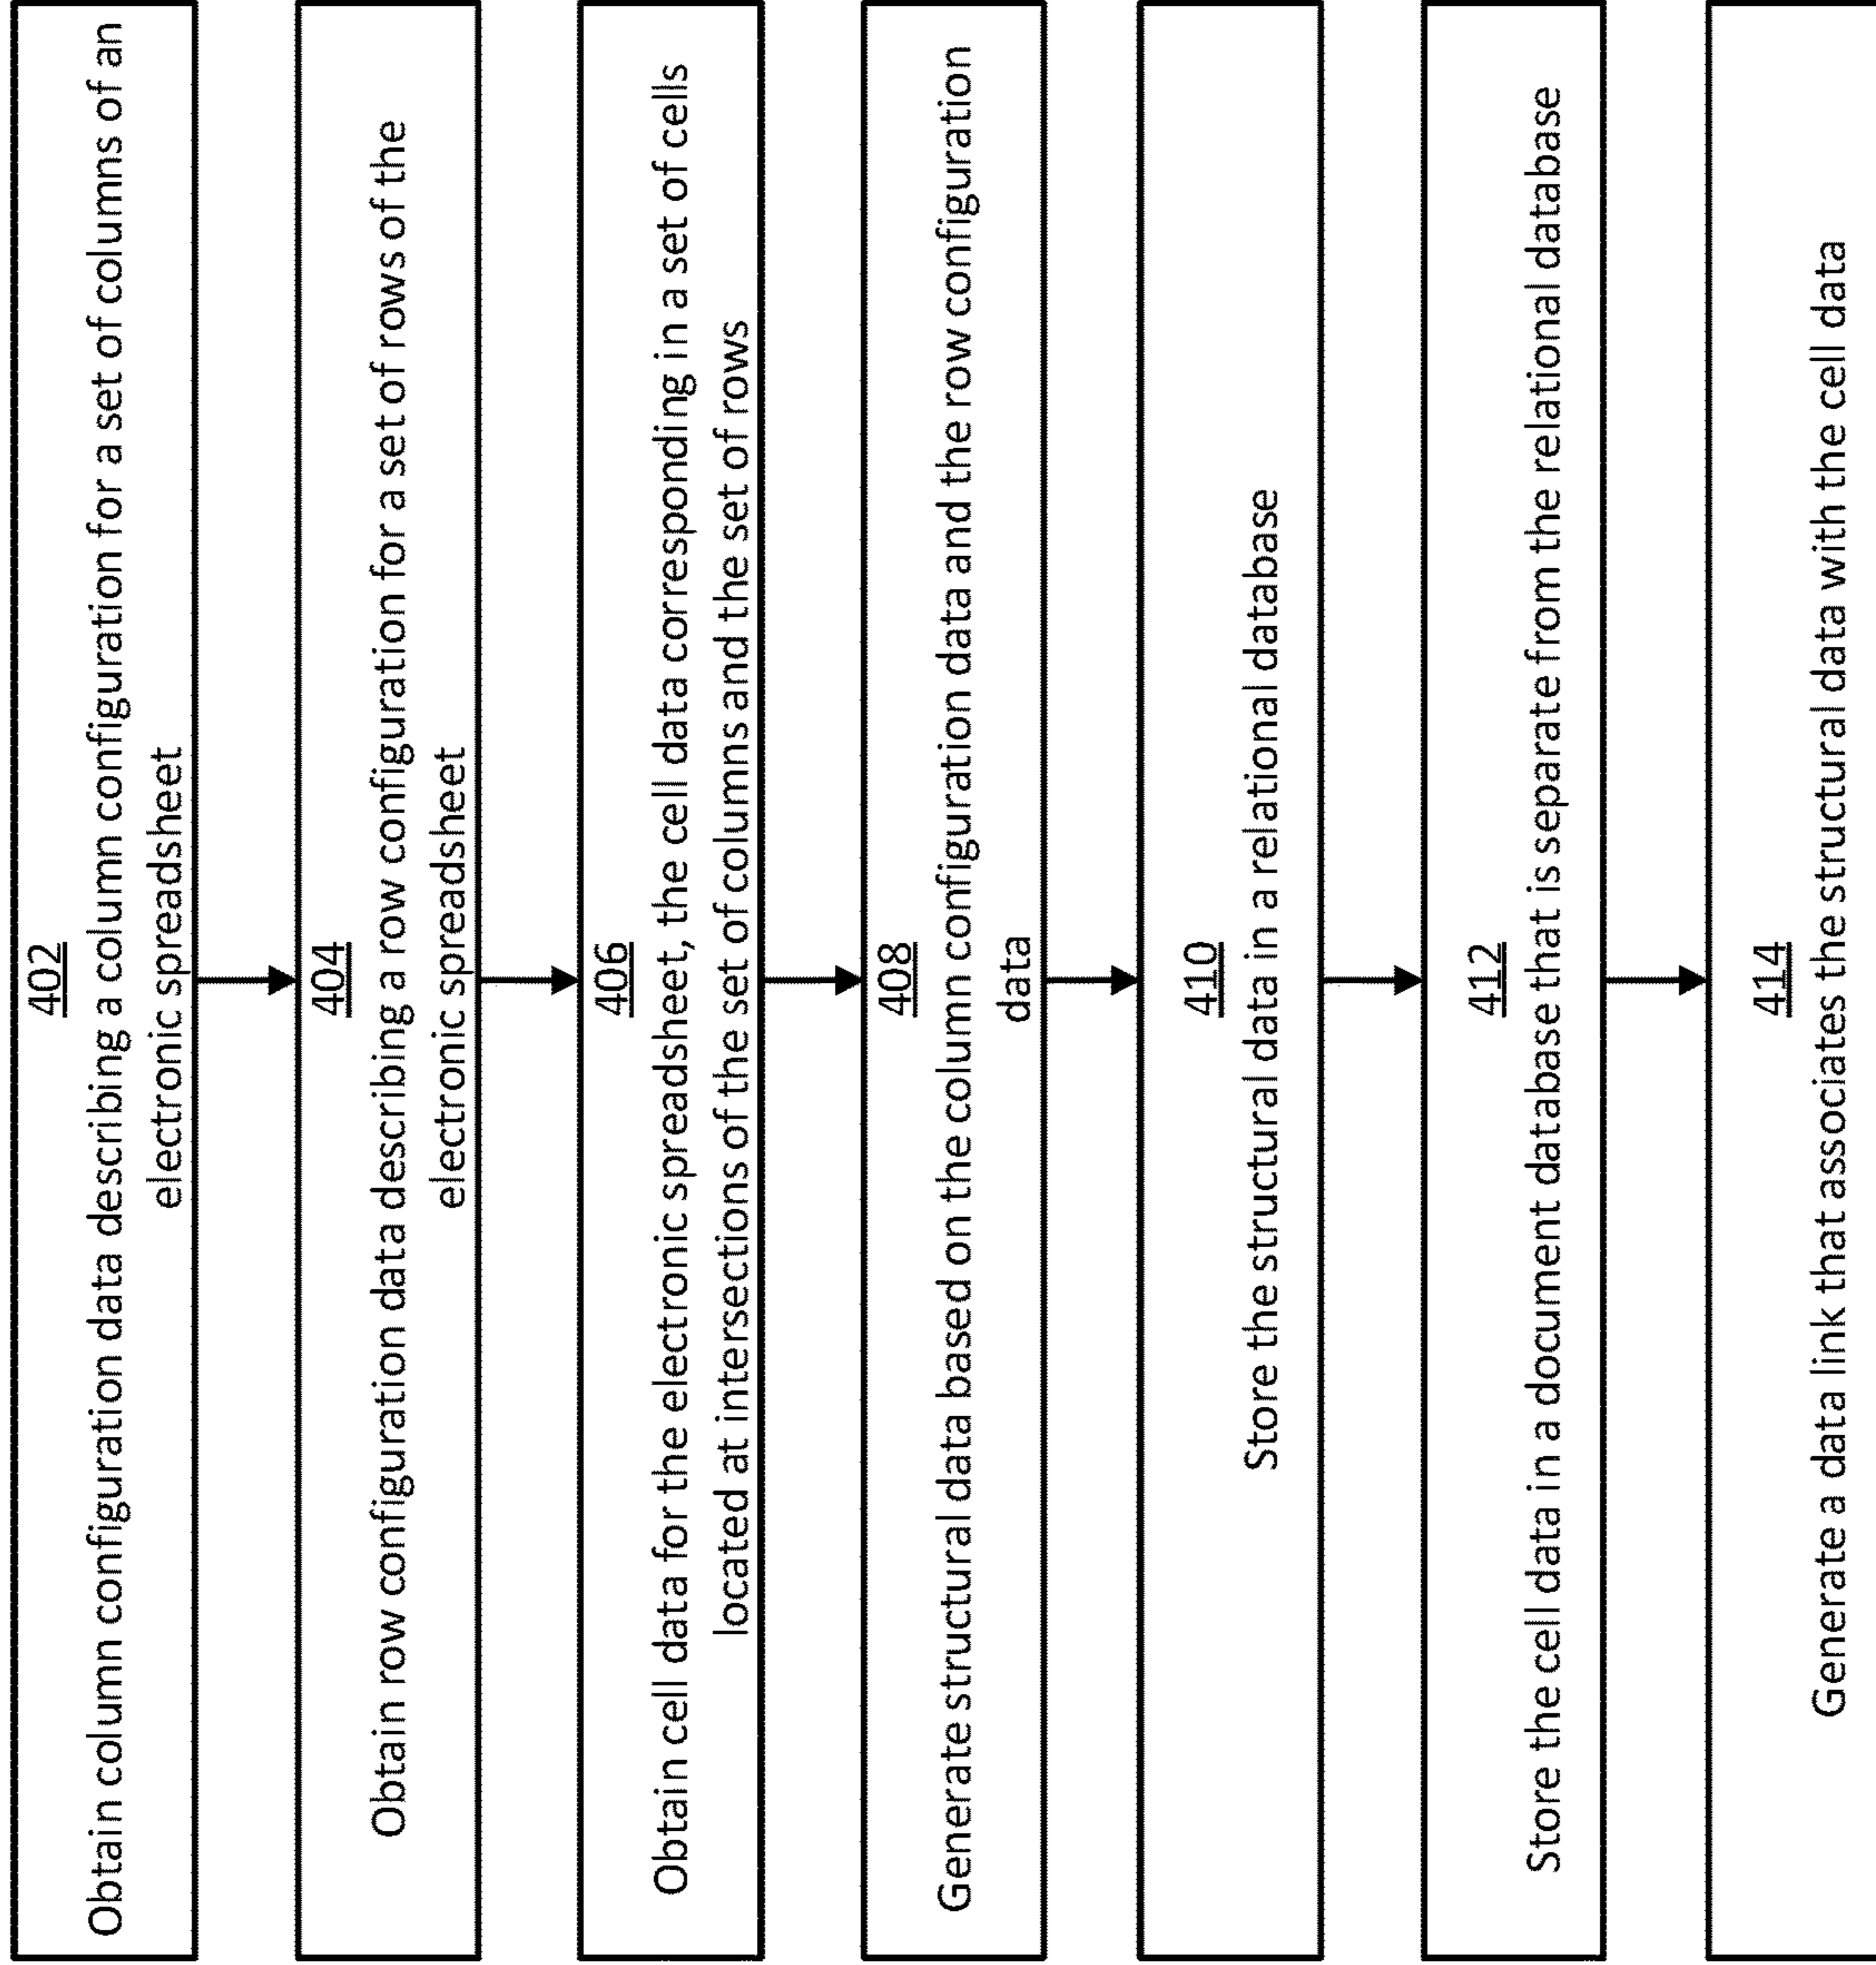 402
Obtain column configuration data describing a column configuration for a set of columns of an
electronic spreadsheet
404
Obtain row configuration data describing a row configuration for a set of rows of the
electronic spreadsheet
406
Obtain cell data for the electronic spreadsheet, the cell data corresponding in a set of cells
located at intersections of the set of columns and the set of rows
408
Generate structural data based on the column configuration data and the row configuration
data
410
Store the structural data in a relational database
412
Store the cell data in a document database that is separate from the relational database
414
Generate a data link that associates the structural data with the cell data